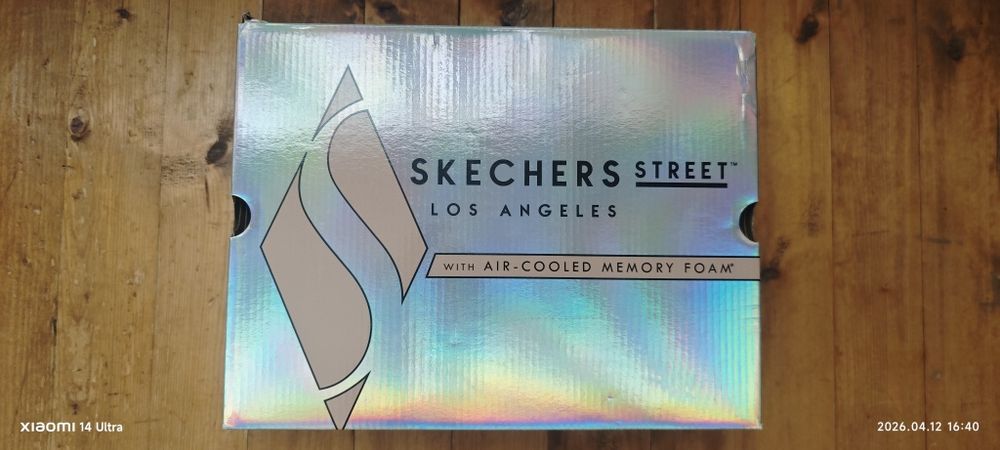 SKECHERS STREET™
LOS ANGELES
WITH AIR-COOLED MEMORY FOAM®
XIAOMI 14 Ultra
2026.04.12 16:40